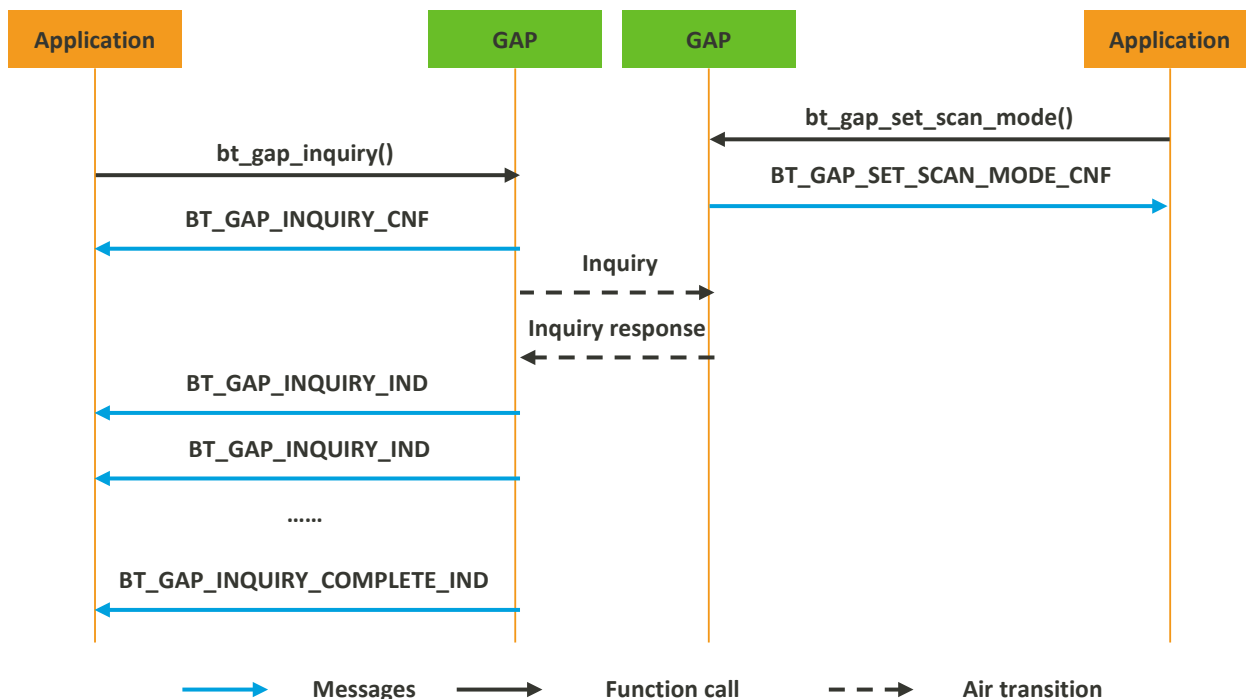 Application
GAP
GAP
Application
bt_gap_set_scan_mode()
bt_gap_inquiry()
BT_GAP_SET_SCAN_MODE_CNF
BT_GAP_INQUIRY_CNF
Inquiry
Inquiry response
BT_GAP_INQUIRY_IND
BT_GAP_INQUIRY_IND
......
BT_GAP_INQUIRY_COMPLETE_IND
Messages
Function call
Air transition